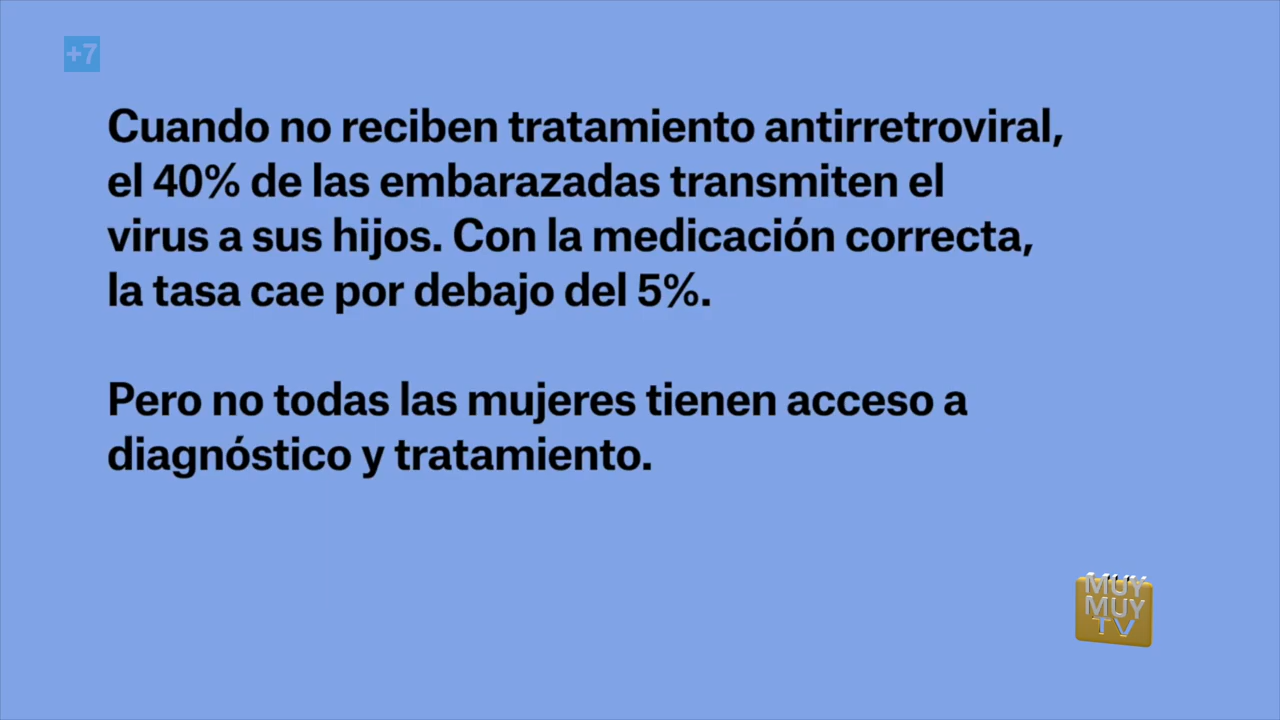 +7
Cuando no reciben tratamiento antirretroviral,
el 40% de las embarazadas transmiten el
virus a sus hijos. Con la medicación correcta,
la tasa cae por debajo del 5%.
Pero no todas las mujeres tienen acceso a
diagnóstico y tratamiento.
MUY
MUY
TV